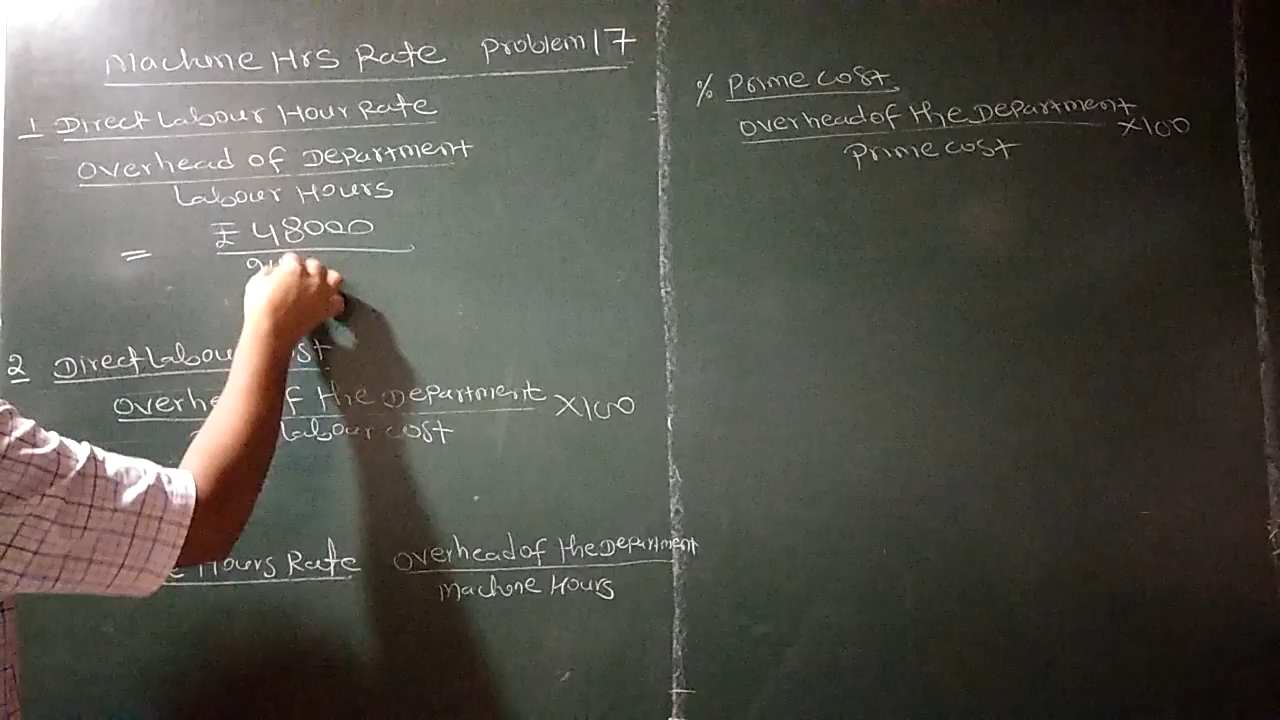 Machine Hrs Rate Problem 17
1 Direct Labour Hour Rate
Overhead of Department
Labour Hours
= ₹ 48000
2 Direct Labour
Overhe f the Department ×100
Labour cost
Hours Rate Overhead of the Department
Machine Hours
% Prime cost
Overhead of the Department ×100
Prime cost